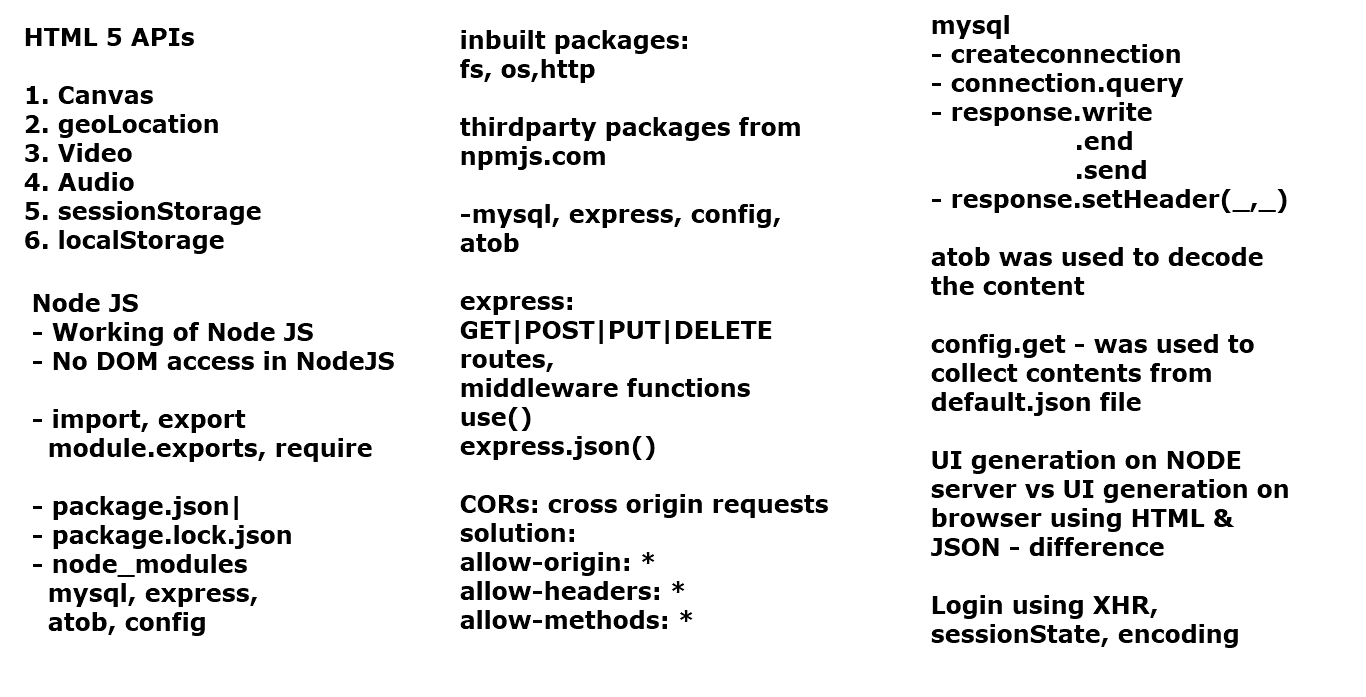 HTML 5 APIs
1. Canvas
2. geoLocation
3. Video
4. Audio
5. sessionStorage
6. localStorage
Node JS
- Working of Node JS
- No DOM access in NodeJS
- import, export
module.exports, require
- package.json|
- package.lock.json
- node_modules
mysql, express,
atob, config
inbuilt packages:
fs, os,http
thirdparty packages from
npmjs.com
-mysql, express, config,
atob
express:
GET|POST|PUT|DELETE
routes,
middleware functions
use()
express.json()
CORs: cross origin requests
solution:
allow-origin: *
allow-headers: *
allow-methods: *
mysql
- createconnection
- connection.query
- response.write
.end
.send
- response.setHeader(_,_)
atob was used to decode
the content
config.get - was used to
collect contents from
default.json file
UI generation on NODE
server vs UI generation on
browser using HTML &
JSON - difference
Login using XHR,
sessionState, encoding